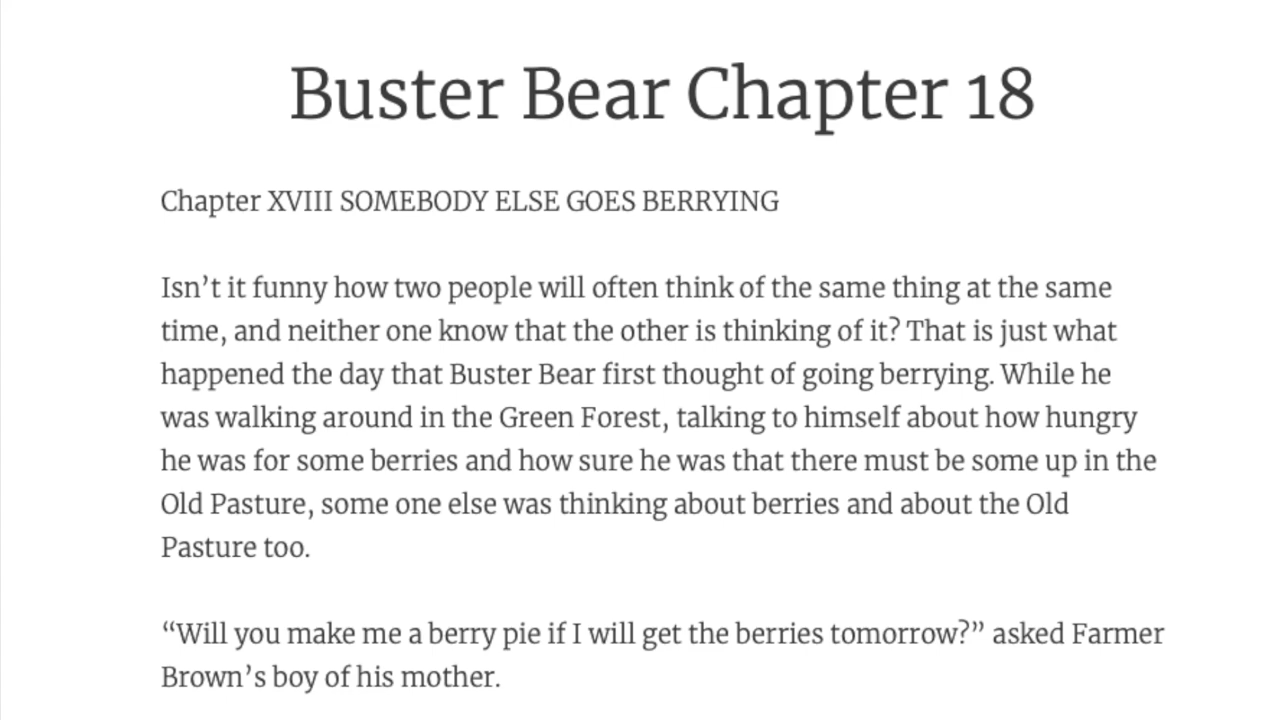 Buster Bear Chapter 18
Chapter XVIII SOMEBODY ELSE GOES BERRYING
Isn’t it funny how two people will often think of the same thing at the same
time, and neither one know that the other is thinking of it? That is just what
happened the day that Buster Bear first thought of going berrying. While he
was walking around in the Green Forest, talking to himself about how hungry
he was for some berries and how sure he was that there must be some up in the
Old Pasture, some one else was thinking about berries and about the Old
Pasture too.
“Will you make me a berry pie if I will get the berries tomorrow?” asked Farmer
Brown’s boy of his mother.